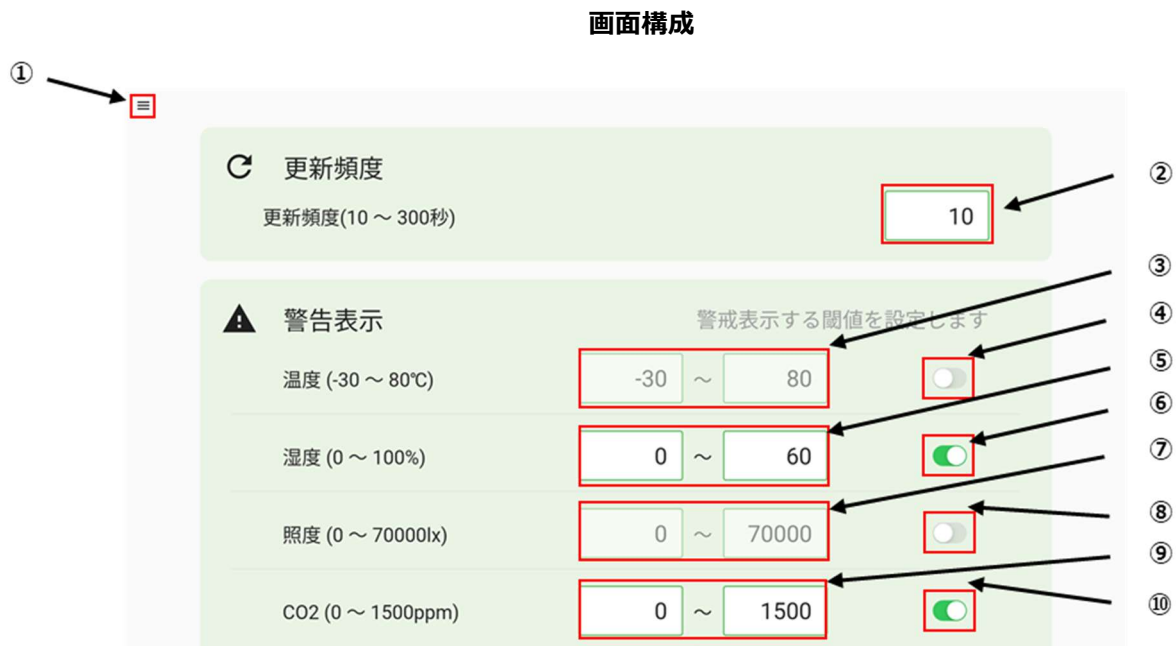 画面構成
①
更新頻度
②
更新頻度(10 ～ 300秒)
10
③
警告表示
警戒表示する閾値を設定します
④
温度 (-30 ～ 80℃)
-30 ～ 80
⑤
⑥
湿度 (0 ～ 100%)
0 ～ 60
⑦
照度 (0 ～ 70000lx)
0 ～ 70000
⑧
⑨
CO2 (0 ～ 1500ppm)
0 ～ 1500
⑩